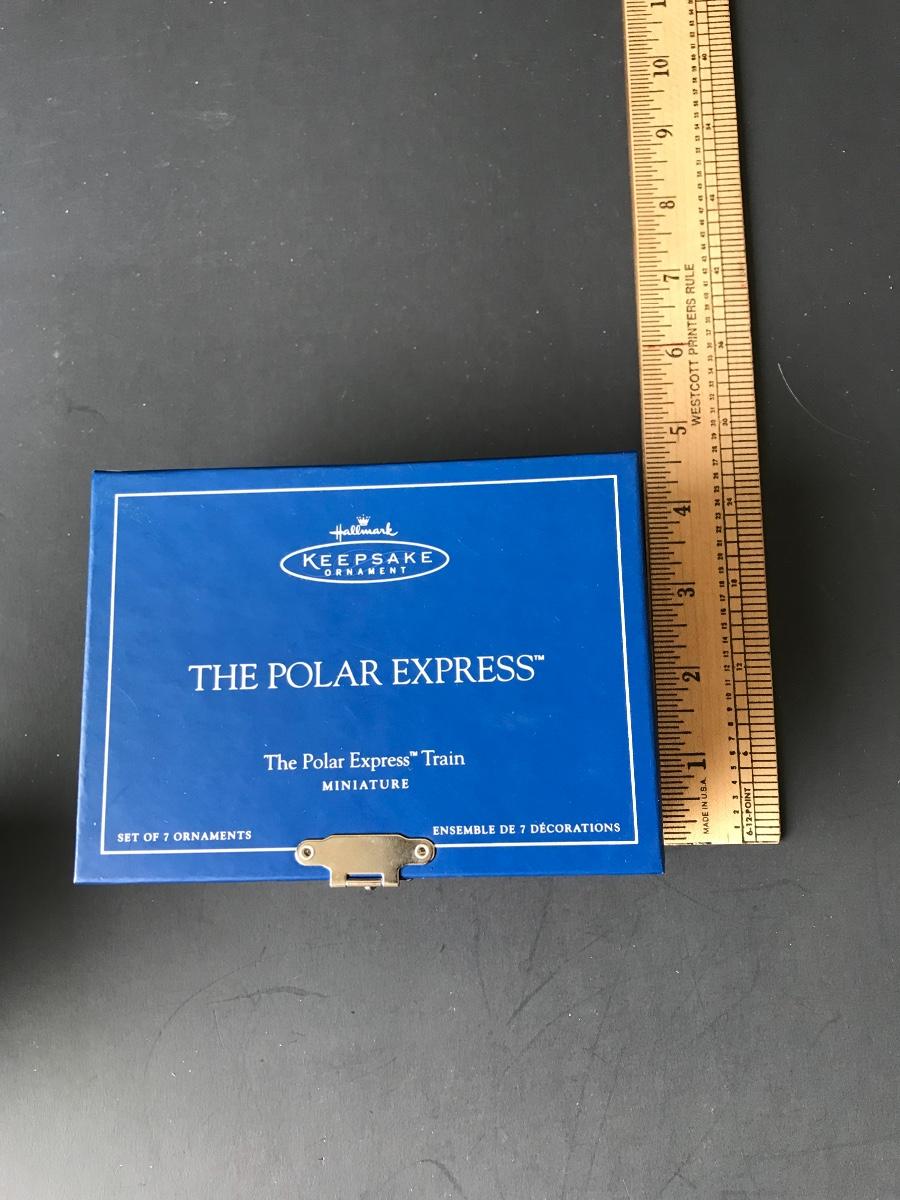 Hallmark
KEEPSAKE
ORNAMENT
THE POLAR EXPRESS™
The Polar Express™ Train
MINIATURE
SET OF 7 ORNAMENTS
ENSEMBLE DE 7 DÉCORATIONS
10
9
8
7
6
5
4
3
2
1
WESTCOTT PRINTERS RULE
MADE IN U.S.A.
6-12-POINT